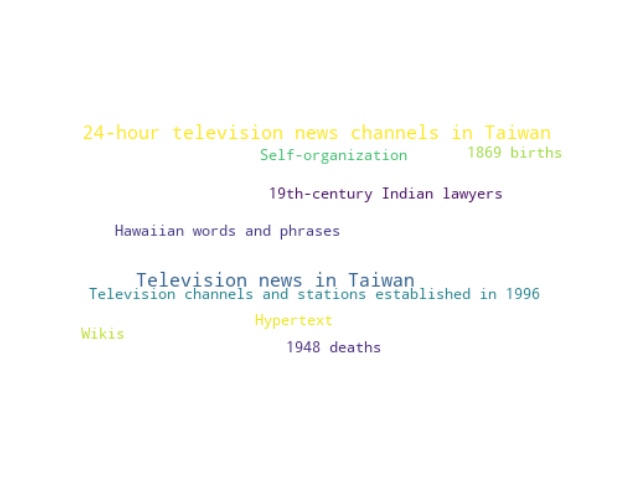 24-hour television news channels in Taiwan
1869 births
Self-organization
19th-century Indian lawyers
Hawaiian words and phrases
Television news in Taiwan
Television channels and stations established in 1996
Hypertext
Wikis
1948 deaths